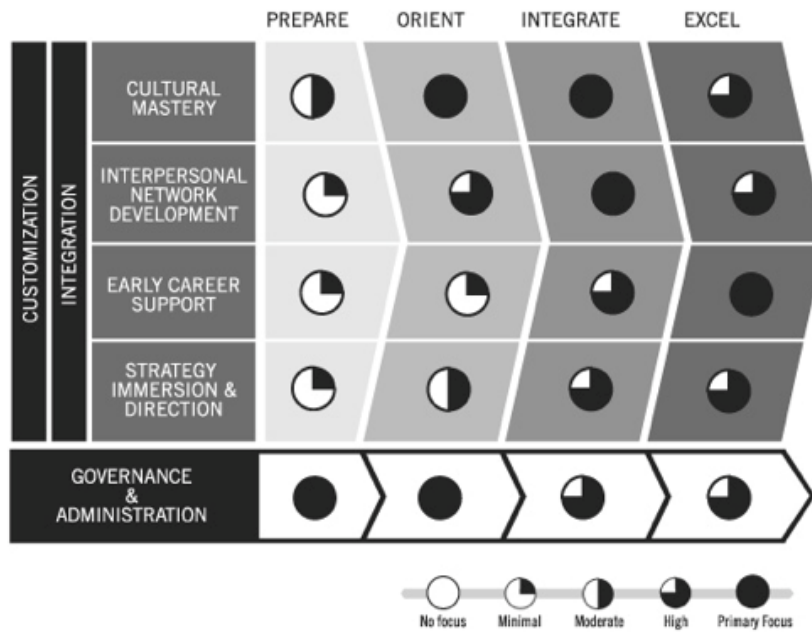 PREPARE ORIENT INTEGRATE EXCEL
CUSTOMIZATION
INTEGRATION
CULTURAL
MASTERY
INTERPERSONAL
NETWORK
DEVELOPMENT
EARLY CAREER
SUPPORT
STRATEGY
IMMERSION &
DIRECTION
GOVERNANCE
&
ADMINISTRATION
No focus Minimal Moderate High Primary Focus